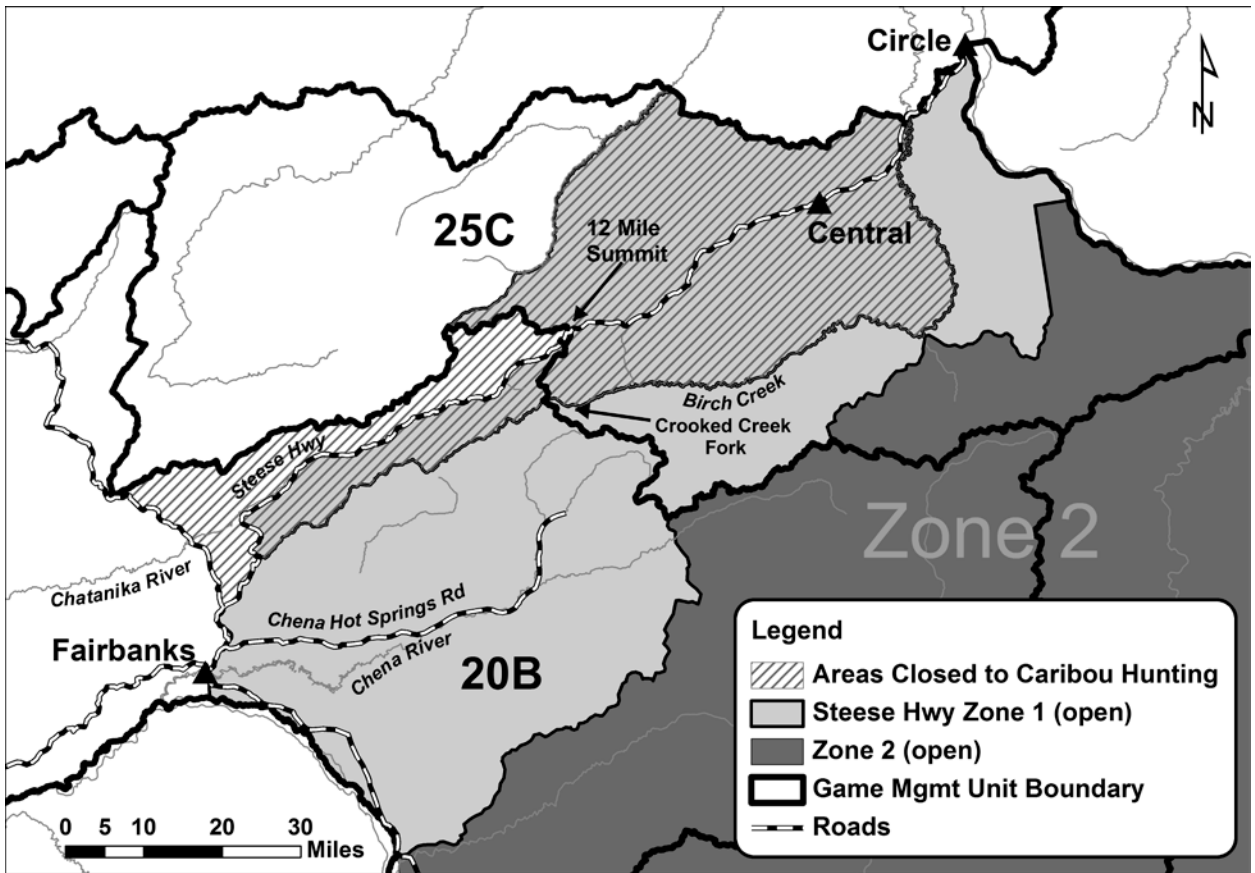 Circle
N
25C
12 Mile
Summit
Central
Birch Creek
Crooked Creek
Fork
Steese Hwy
Zone 2
Chatanika River
Chena Hot Springs Rd
Fairbanks
Chena River
20B
Legend
Areas Closed to Caribou Hunting
Steese Hwy Zone 1 (open)
Zone 2 (open)
Game Mgmt Unit Boundary
Roads
0 5 10 20 30
Miles